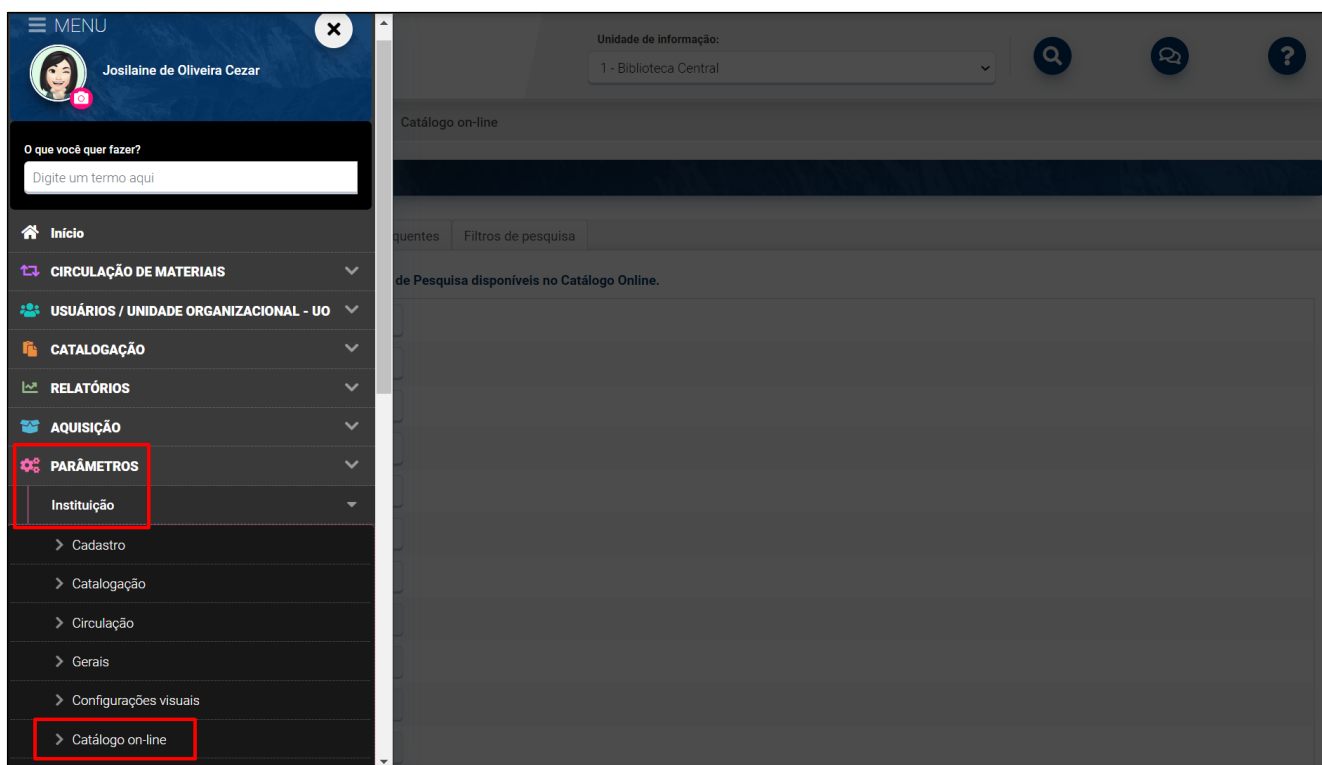 MENU
Josilaine de Oliveira Cezar
O que você quer fazer?
Digite um termo aqui
Início
CIRCULAÇÃO DE MATERIAIS
USUÁRIOS / UNIDADE ORGANIZACIONAL - UO
CATALOGAÇÃO
RELATÓRIOS
AQUISIÇÃO
PARÂMETROS
Instituição
Cadastro
Catalogação
Circulação
Gerais
Configurações visuais
Catálogo on-line
Unidade de informação:
1 - Biblioteca Central
Catálogo on-line
quentes Filtros de pesquisa
de Pesquisa disponíveis no Catálogo Online.